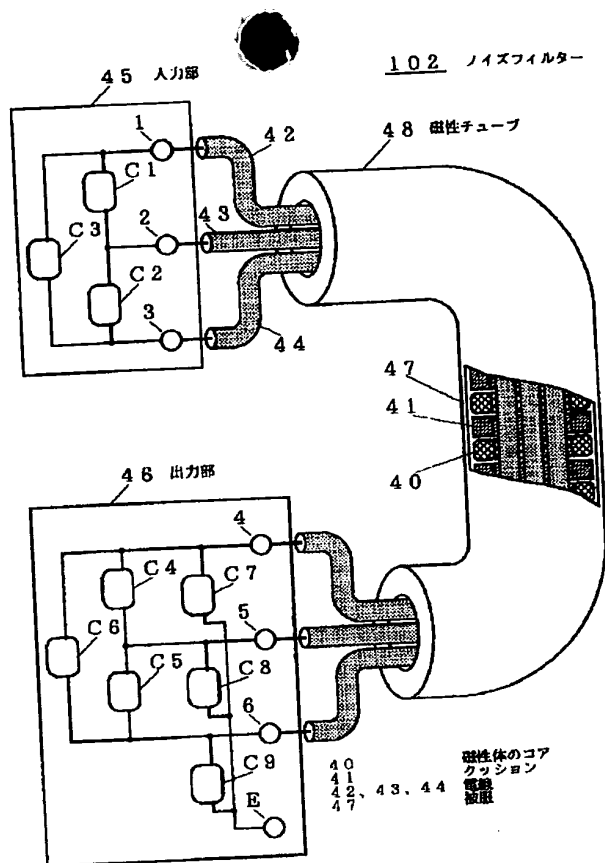 102 ノイズフィルター
45 入力部
48 磁性チューブ
1
42
C1
43
2
C3
C2
3
44
47
41
40
46 出力部
4
C4
C7
C6
5
C5
C8
6
C9
E
40 磁性体のコア
41 クッション
42、43、44 電線
47 被服